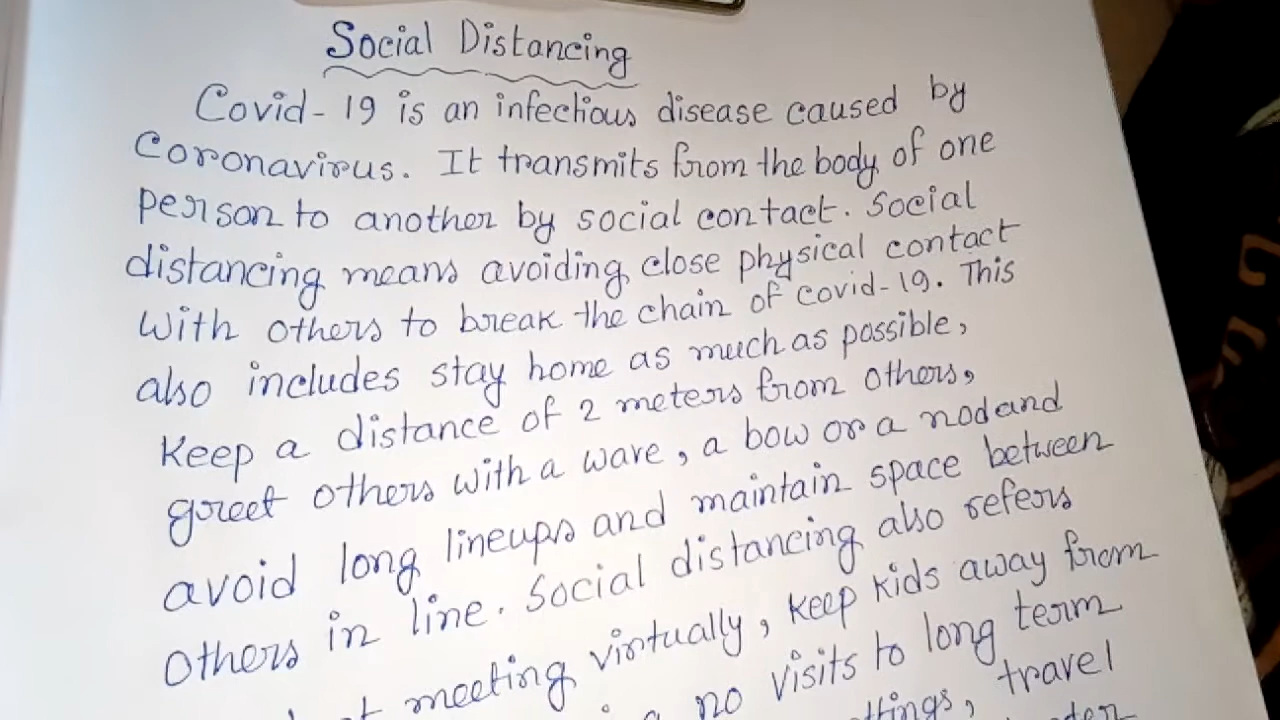 Social Distancing
Covid-19 is an infectious disease caused by
Coronavirus. It transmits from the body of one
person to another by social contact. Social
distancing means avoiding close physical contact
with others to break the chain of covid-19. This
also includes stay home as much as possible,
Keep a distance of 2 meters from others,
greet others with a wave, a bow or a nod and
avoid long lineups and maintain space between
others in line. Social distancing also refers
meeting virtually, keep kids away from
no visits to long term
travel